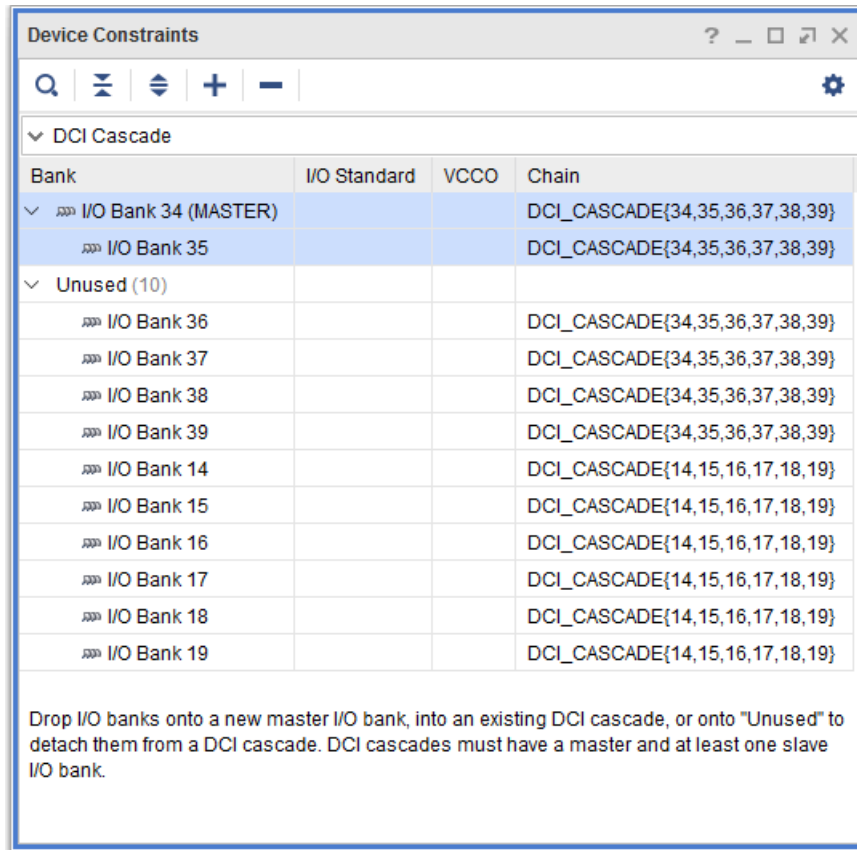 Device Constraints ?
DCI Cascade
Bank I/O Standard VCCO Chain
I/O Bank 34 (MASTER) DCI_CASCADE{34,35,36,37,38,39}
I/O Bank 35 DCI_CASCADE{34,35,36,37,38,39}
Unused (10)
I/O Bank 36 DCI_CASCADE{34,35,36,37,38,39}
I/O Bank 37 DCI_CASCADE{34,35,36,37,38,39}
I/O Bank 38 DCI_CASCADE{34,35,36,37,38,39}
I/O Bank 39 DCI_CASCADE{34,35,36,37,38,39}
I/O Bank 14 DCI_CASCADE{14,15,16,17,18,19}
I/O Bank 15 DCI_CASCADE{14,15,16,17,18,19}
I/O Bank 16 DCI_CASCADE{14,15,16,17,18,19}
I/O Bank 17 DCI_CASCADE{14,15,16,17,18,19}
I/O Bank 18 DCI_CASCADE{14,15,16,17,18,19}
I/O Bank 19 DCI_CASCADE{14,15,16,17,18,19}
Drop I/O banks onto a new master I/O bank, into an existing DCI cascade, or onto "Unused" to
detach them from a DCI cascade. DCI cascades must have a master and at least one slave
I/O bank.